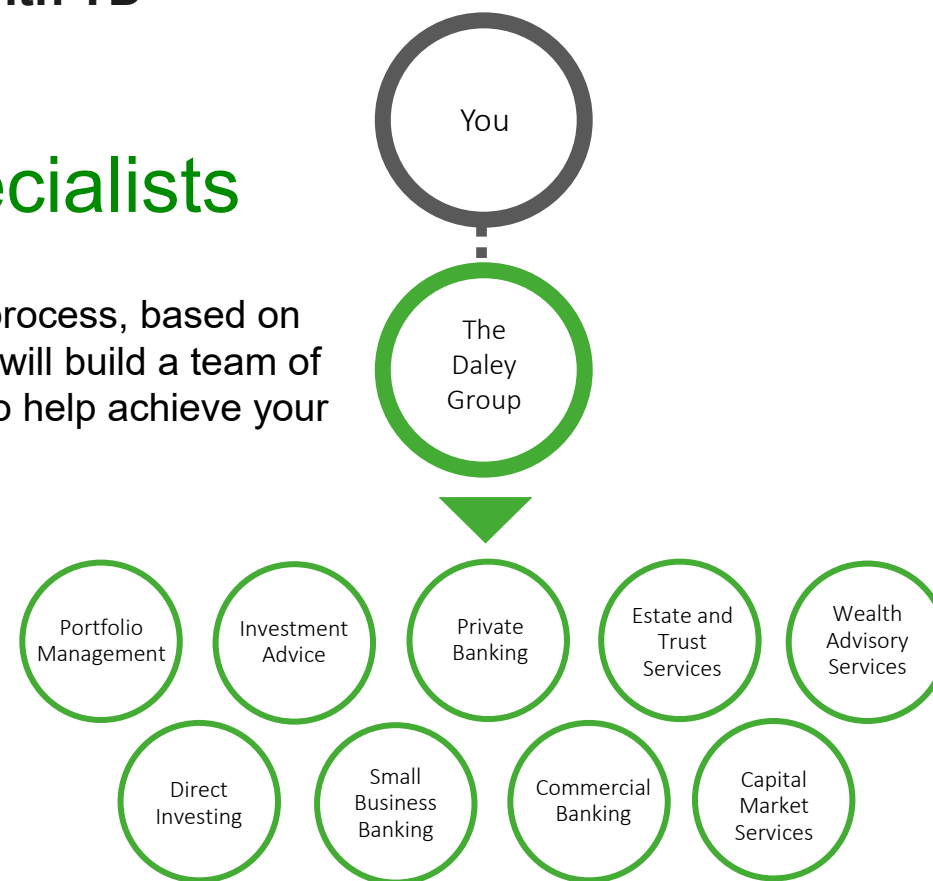 You
process, based on
will build a team of
help achieve your
The
Daley
Group
Portfolio
Management
Investment
Advice
Private
Banking
Estate and
Trust
Services
Wealth
Advisory
Services
Direct
Investing
Small
Business
Banking
Commercial
Banking
Capital
Market
Services